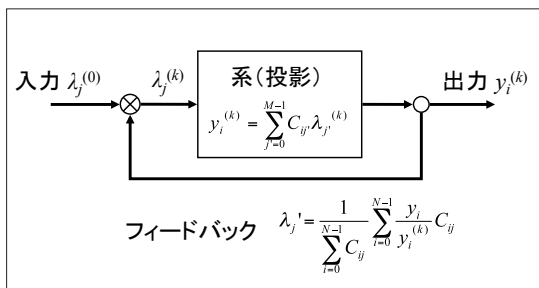 入力 λ_j^(0) λ_j^(k) 系(投影) 出力 y_i^(k)
y_i^(k) = Σ_{j'=0}^{M-1} C_{ij'} λ_{j'}^(k)
フィードバック λ_j' = 1/(Σ_{i=0}^{N-1} C_{ij}) Σ_{i=0}^{N-1} (y_i / y_i^(k)) C_{ij}